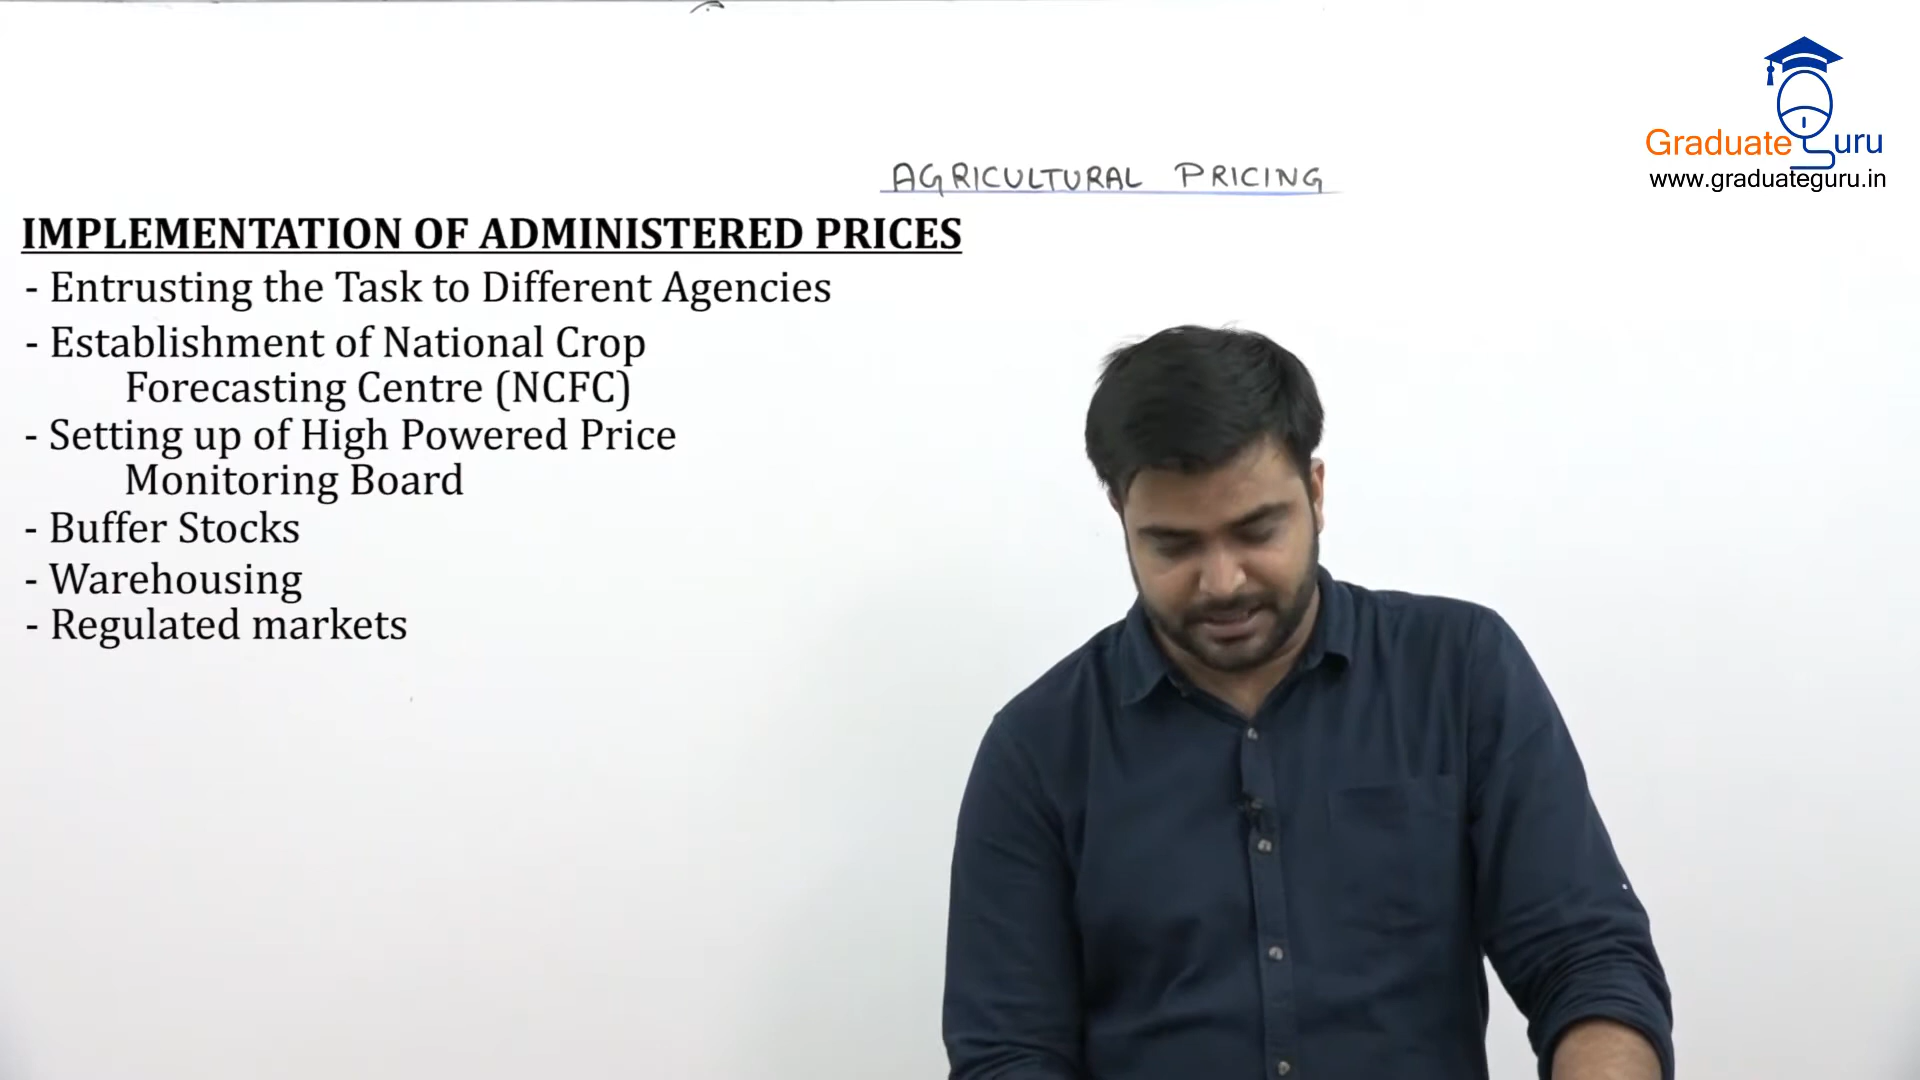 Graduate Guru
www.graduateguru.in
AGRICULTURAL PRICING
IMPLEMENTATION OF ADMINISTERED PRICES
- Entrusting the Task to Different Agencies
- Establishment of National Crop
Forecasting Centre (NCFC)
- Setting up of High Powered Price
Monitoring Board
- Buffer Stocks
- Warehousing
- Regulated markets